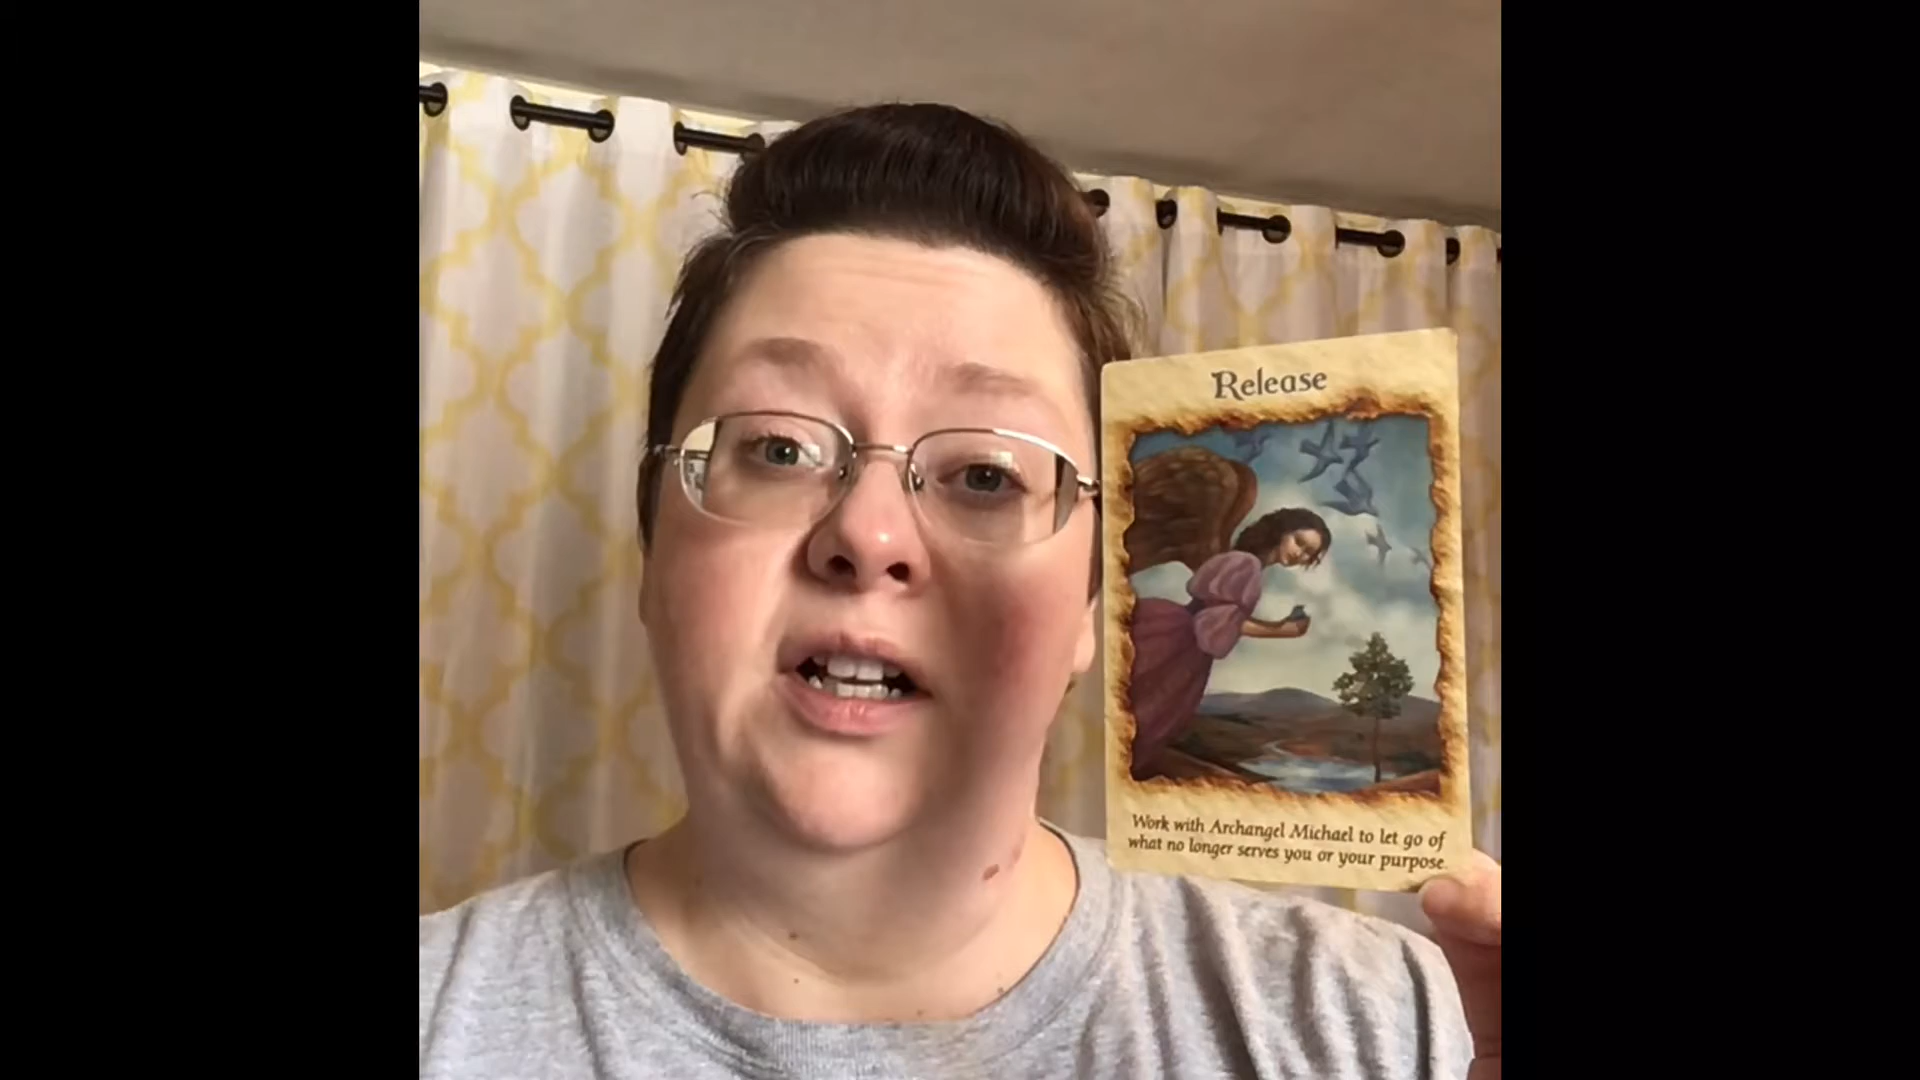 Release
Work with Archangel Michael to let go of
what no longer serves you or your purpose.